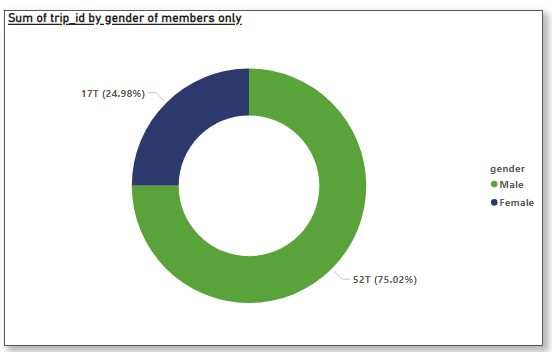 Sum of trip_id by gender of members only
17T (24.98%)
gender
Male
Female
52T (75.02%)